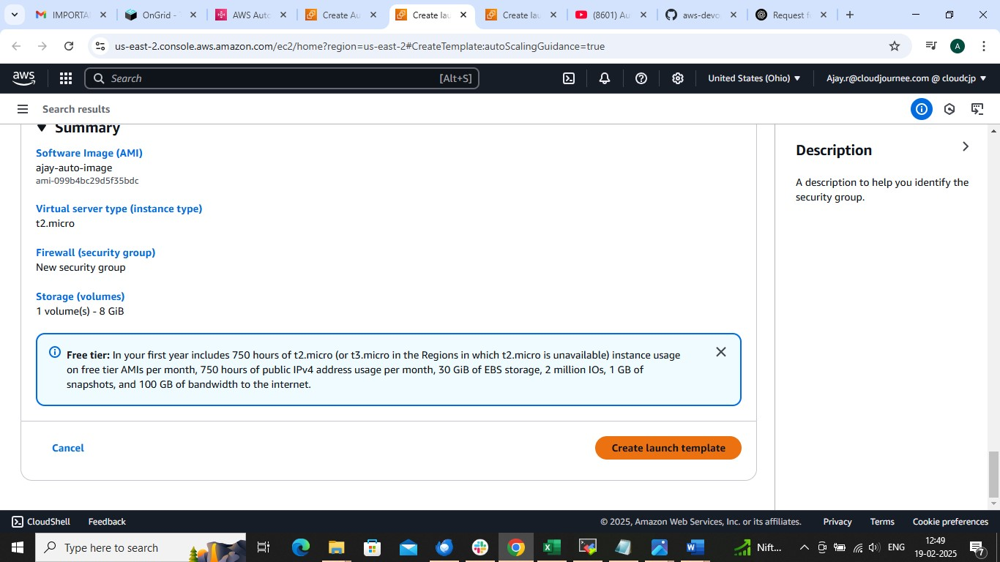 IMPORTA
OnGrid -
AWS Auto
Create Au
Create lau
Create lau
(8601) Au
aws-devo
Request f
us-east-2.console.aws.amazon.com/ec2/home?region=us-east-2#CreateTemplate:autoScalingGuidance=true
A
aws
Search
[Alt+S]
United States (Ohio)
Ajay.r@cloudjournee.com @ cloudcjp
Search results
Summary
Software Image (AMI)
ajay-auto-image
ami-099b4bc29d5f35bdc
Virtual server type (instance type)
t2.micro
Firewall (security group)
New security group
Storage (volumes)
1 volume(s) - 8 GiB
Free tier: In your first year includes 750 hours of t2.micro (or t3.micro in the Regions in which t2.micro is unavailable) instance usage
on free tier AMIs per month, 750 hours of public IPv4 address usage per month, 30 GiB of EBS storage, 2 million IOs, 1 GB of
snapshots, and 100 GB of bandwidth to the internet.
Cancel
Create launch template
Description
A description to help you identify the
security group.
CloudShell
Feedback
© 2025, Amazon Web Services, Inc. or its affiliates.
Privacy
Terms
Cookie preferences
Type here to search
Nift...
ENG
12:49
19-02-2025
7